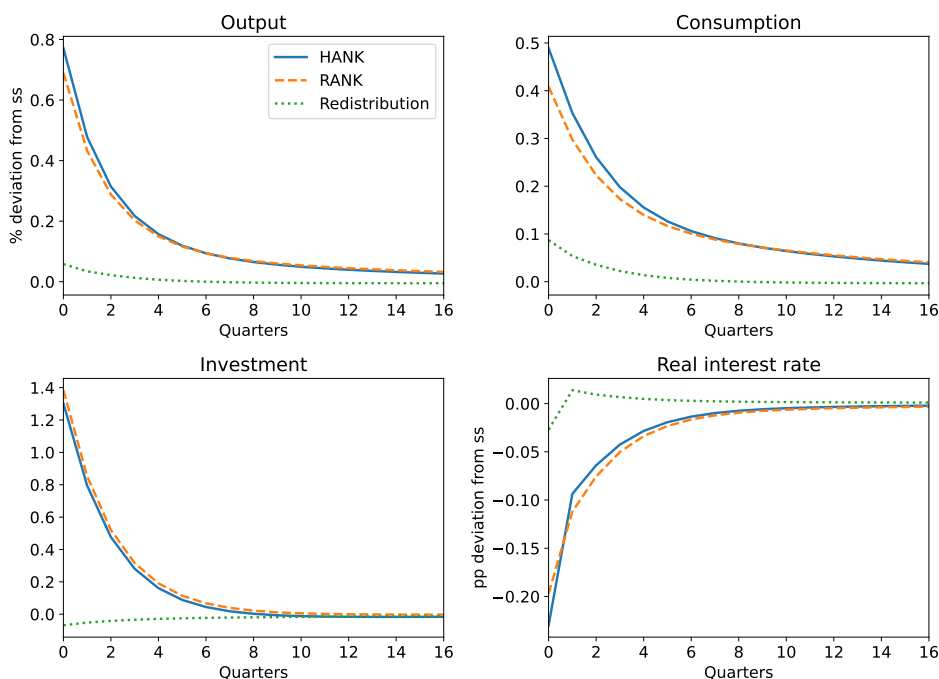 Output
% deviation from ss
0.8
0.6
0.4
0.2
0.0
HANK
RANK
Redistribution
0 2 4 6 8 10 12 14 16
Quarters
Consumption
0.5
0.4
0.3
0.2
0.1
0.0
0 2 4 6 8 10 12 14 16
Quarters
Investment
1.4
1.2
1.0
0.8
0.6
0.4
0.2
0.0
0 2 4 6 8 10 12 14 16
Quarters
Real interest rate
pp deviation from ss
0.00
−0.05
−0.10
−0.15
−0.20
0 2 4 6 8 10 12 14 16
Quarters